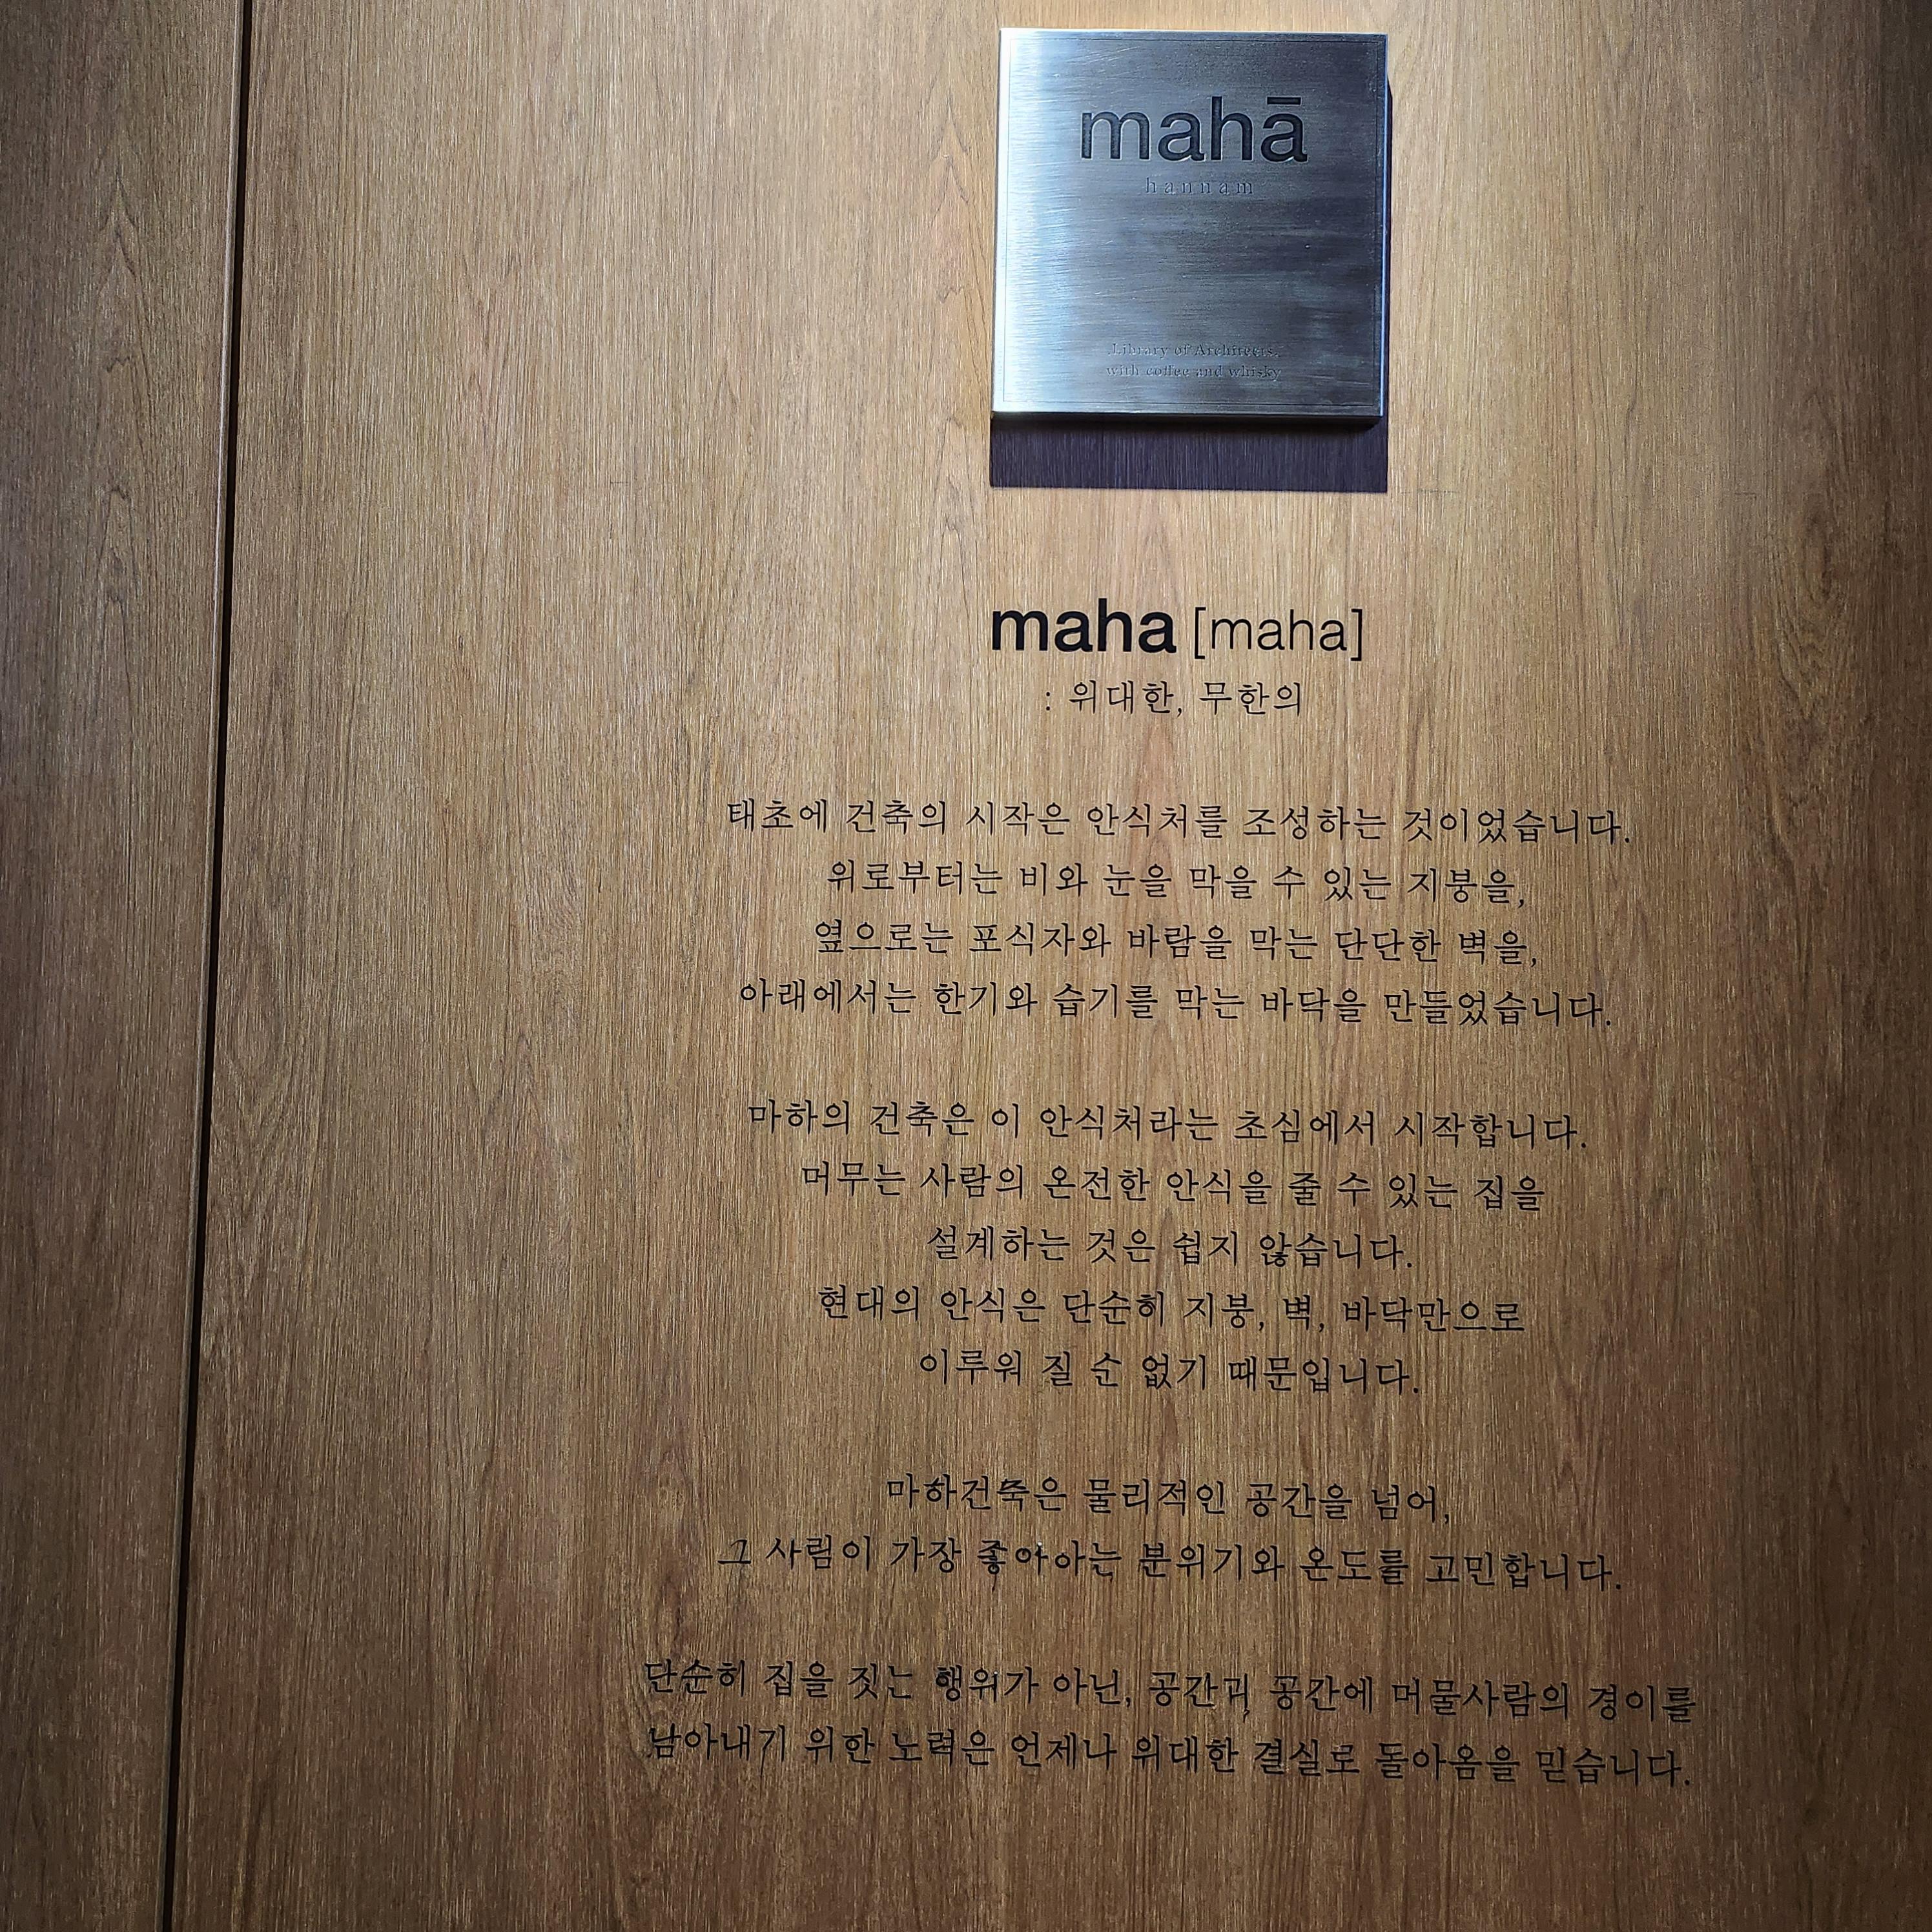 mahā
hannam
Library of Architects,
with coffee and whisky
maha [maha]
: 위대한, 무한의
태초에 건축의 시작은 안식처를 조성하는 것이었습니다.
위로부터는 비와 눈을 막을 수 있는 지붕을,
옆으로는 포식자와 바람을 막는 단단한 벽을,
아래에서는 한기와 습기를 막는 바닥을 만들었습니다.
마하의 건축은 이 안식처라는 초심에서 시작합니다.
머무는 사람의 온전한 안식을 줄 수 있는 집을
설계하는 것은 쉽지 않습니다.
현대의 안식은 단순히 지붕, 벽, 바닥만으로
이루워 질 순 없기 때문입니다.
마하건축은 물리적인 공간을 넘어,
그 사림이 가장 좋아아는 분위기와 온도를 고민합니다.
단순히 집을 짓는 행위가 아닌, 공간과 공간에 머물사람의 경이를
남아내기 위한 노력은 언제나 위대한 결실로 돌아옴을 믿습니다.